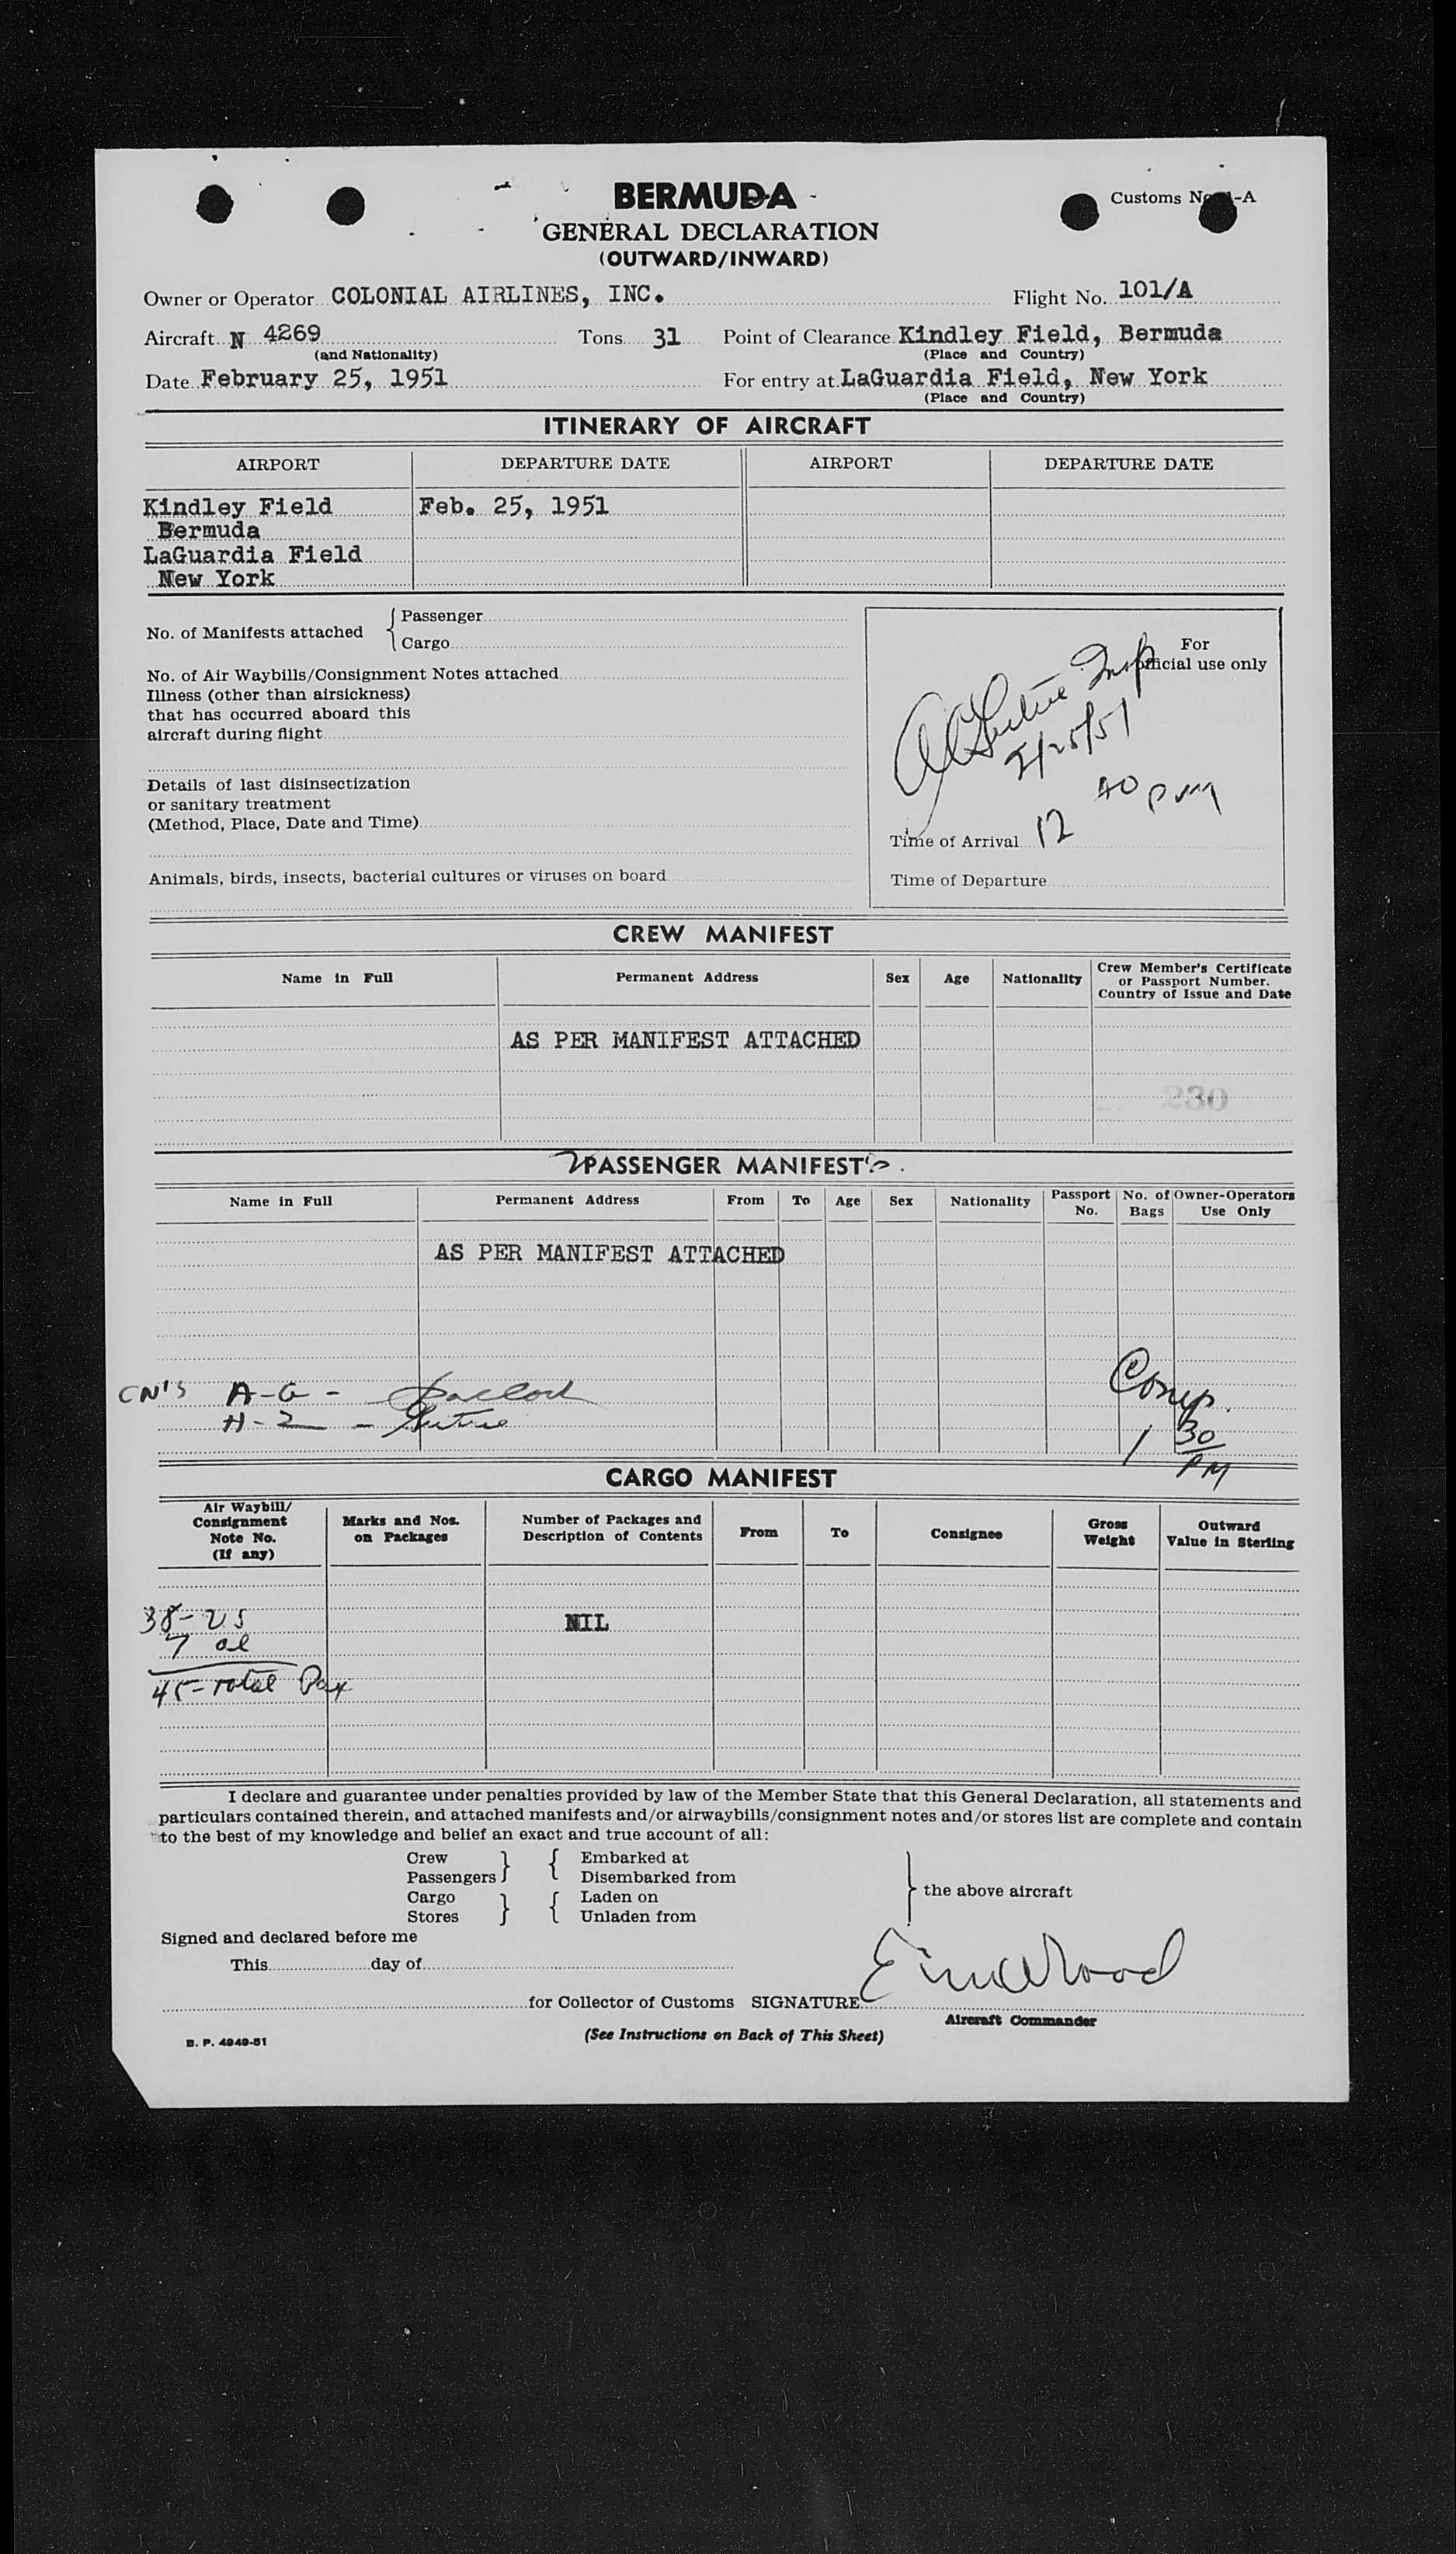 BERMUDA
Customs No. -A
GENERAL DECLARATION
(OUTWARD/INWARD)
Owner or Operator COLONIAL AIRLINES, INC. Flight No. 101/A
Aircraft N 4269 Tons 31 Point of Clearance Kindley Field, Bermuda
(and Nationality) (Place and Country)
Date February 25, 1951 For entry at LaGuardia Field, New York
(Place and Country)
ITINERARY OF AIRCRAFT
AIRPORT DEPARTURE DATE AIRPORT DEPARTURE DATE
Kindley Field Feb. 25, 1951
Bermuda
LaGuardia Field
New York
No. of Manifests attached { Passenger
Cargo
No. of Air Waybills/Consignment Notes attached
Illness (other than airsickness)
that has occurred aboard this
aircraft during flight
Details of last disinsectization
or sanitary treatment
(Method, Place, Date and Time)
Animals, birds, insects, bacterial cultures or viruses on board
For
official use only
Insp
2/25/51
40 pm
Time of Arrival 12
Time of Departure
CREW MANIFEST
Name in Full Permanent Address Sex Age Nationality Crew Member's Certificate
or Passport Number.
Country of Issue and Date
AS PER MANIFEST ATTACHED
230
PASSENGER MANIFEST
Name in Full Permanent Address From To Age Sex Nationality Passport No. No. of Bags Owner-Operators Use Only
AS PER MANIFEST ATTACHED
CN'S A-G -
H-Z -
Comp.
1 30
PM
CARGO MANIFEST
Air Waybill/
Consignment
Note No.
(If any)
Marks and Nos.
on Packages
Number of Packages and
Description of Contents
From To Consignee
Gross
Weight
Outward
Value in Sterling
38-US
NIL
7 al
45-Total Pax
I declare and guarantee under penalties provided by law of the Member State that this General Declaration, all statements and
particulars contained therein, and attached manifests and/or airwaybills/consignment notes and/or stores list are complete and contain
to the best of my knowledge and belief an exact and true account of all:
Crew } { Embarked at
Passengers } { Disembarked from
Cargo } { Laden on
Stores } { Unladen from
} the above aircraft
Signed and declared before me
This day of
for Collector of Customs SIGNATURE
Aircraft Commander
B. P. 4949-51
(See Instructions on Back of This Sheet)